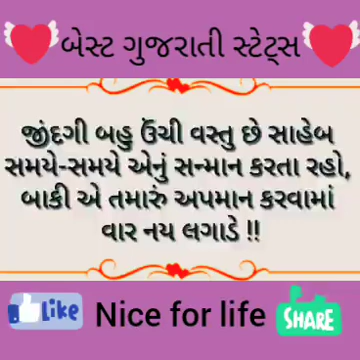 બેસ્ટ ગુજરાતી સ્ટેટ્સ
જીંદગી બહુ ઉંચી વસ્તુ છે સાહેબ
સમયે-સમયે એનું સન્માન કરતા રહો,
બાકી એ તમારું અપમાન કરવામાં
વાર નય લગાડે !!
Like Nice for life SHARE